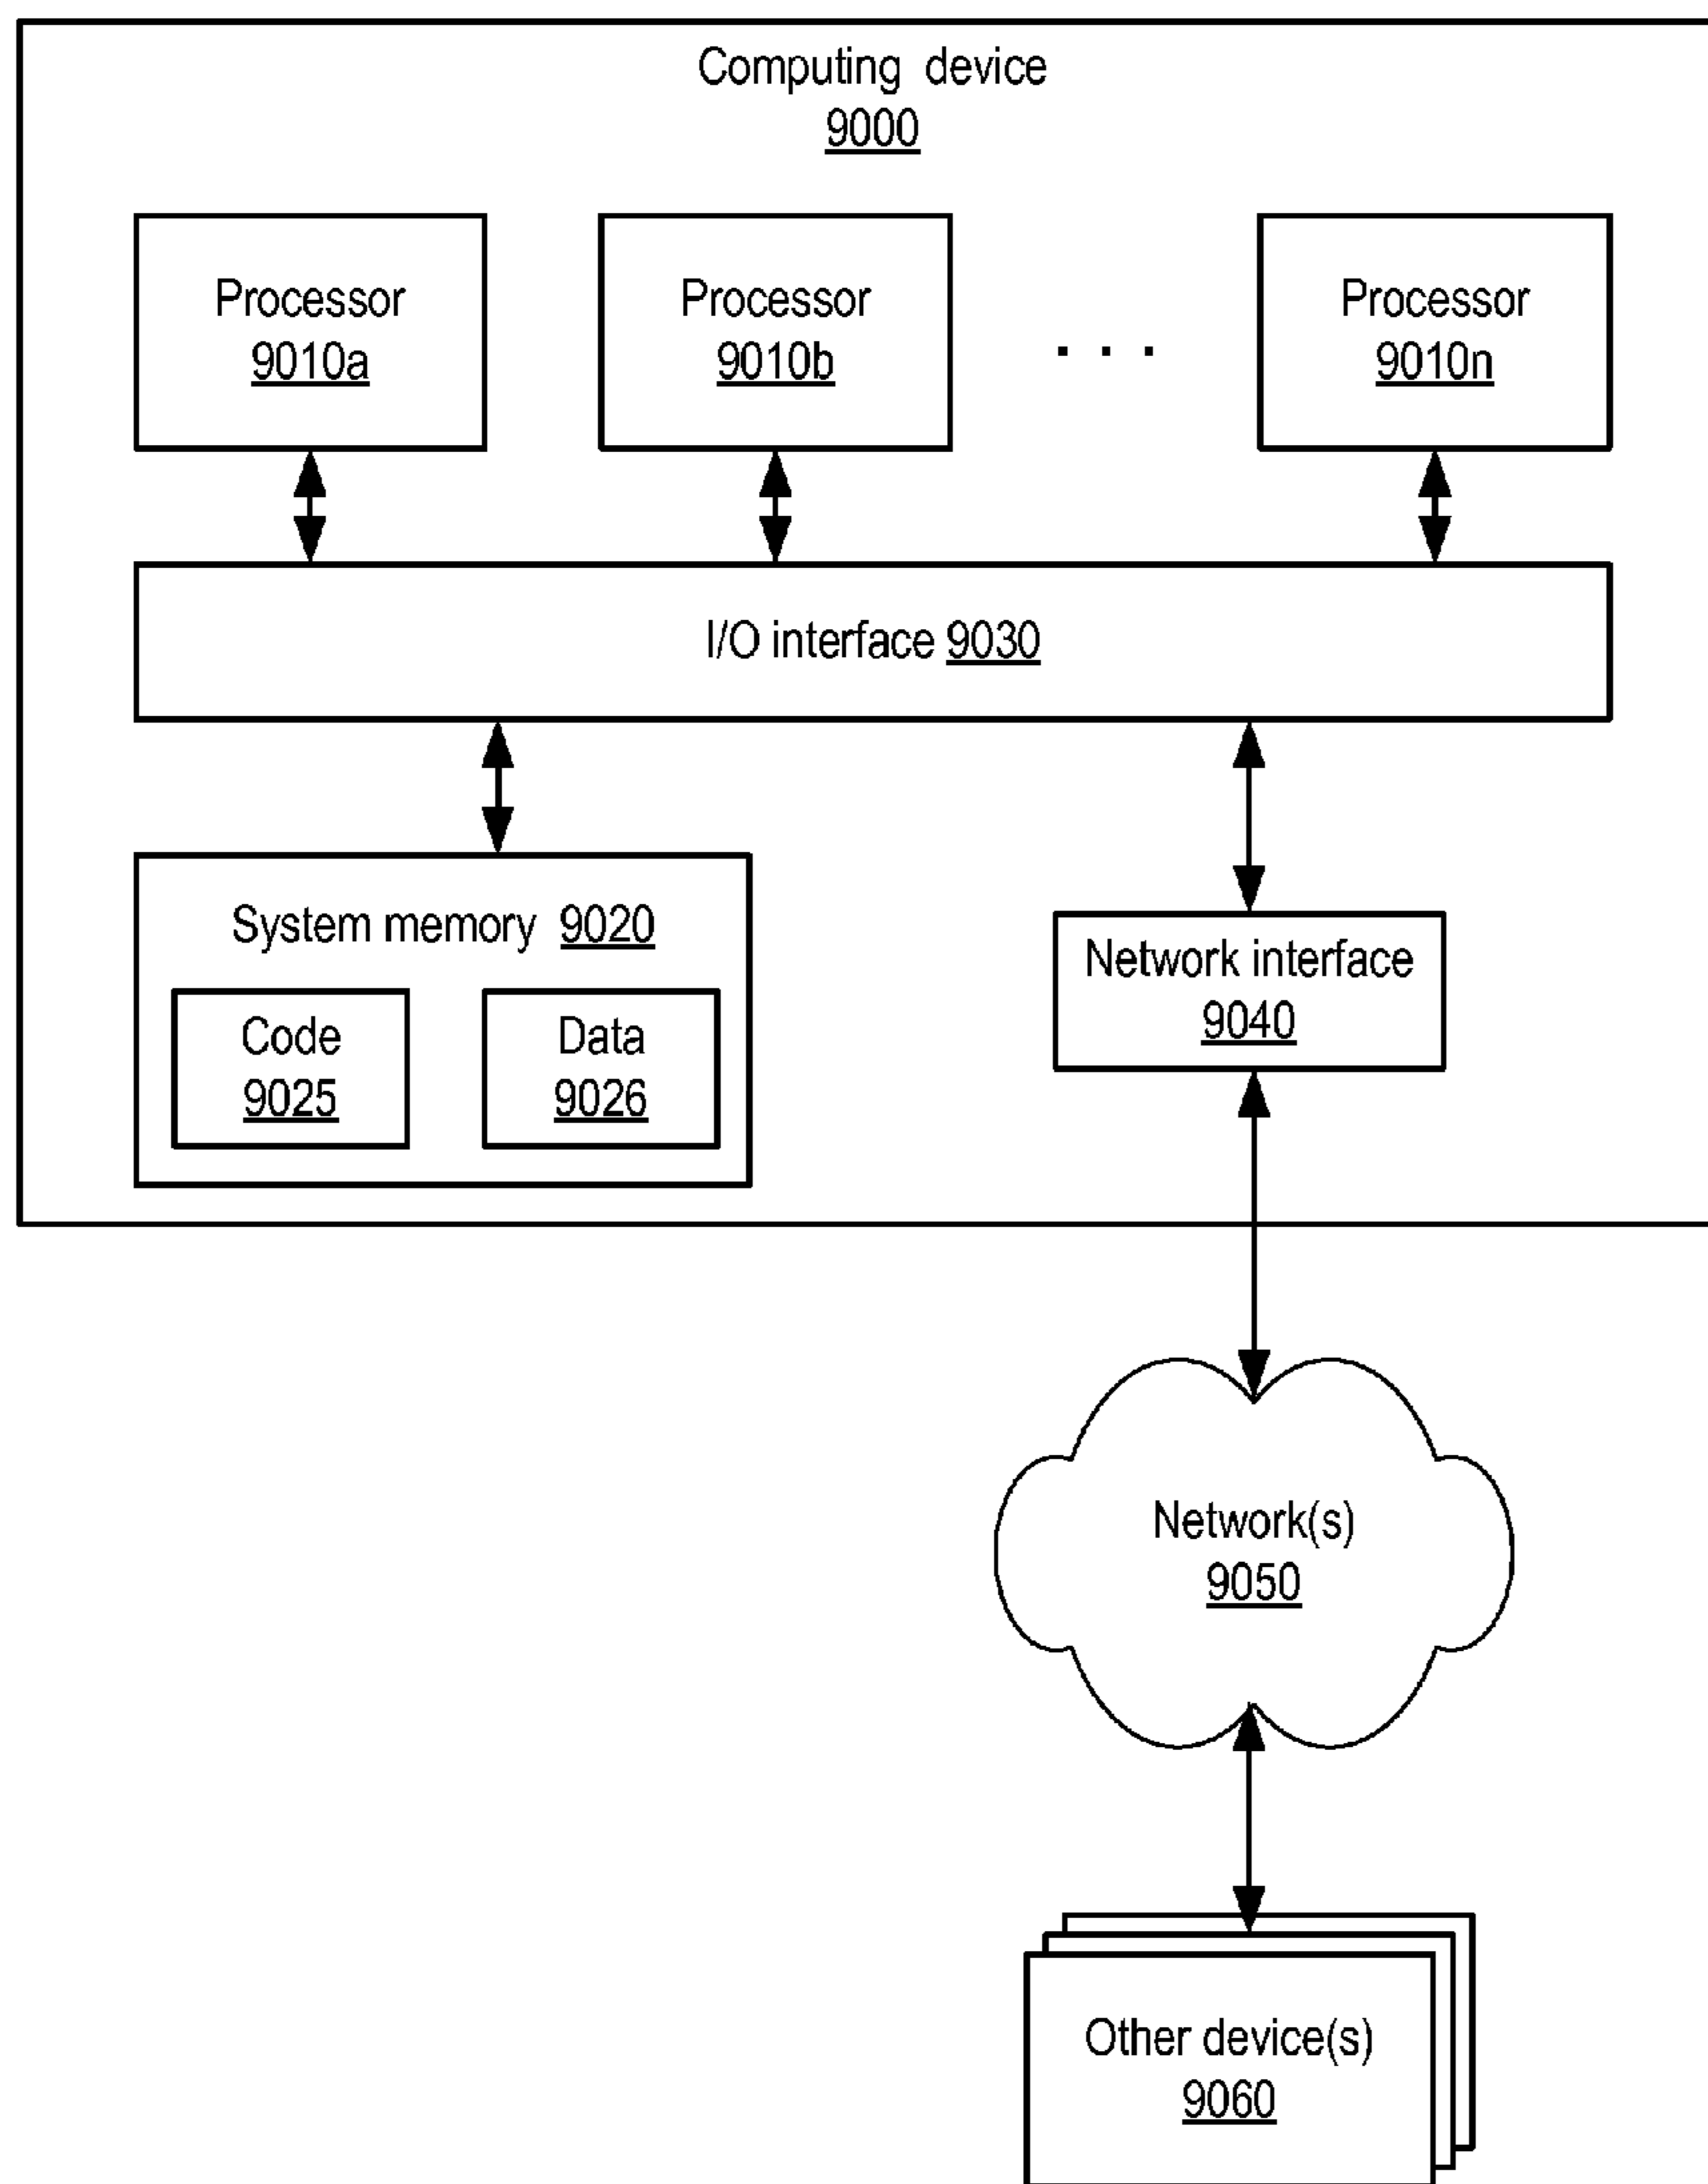 Computing device
9000
Processor
9010a
Processor
9010b
. . .
Processor
9010n
I/O interface 9030
System memory 9020
Code
9025
Data
9026
Network interface
9040
Network(s)
9050
Other device(s)
9060